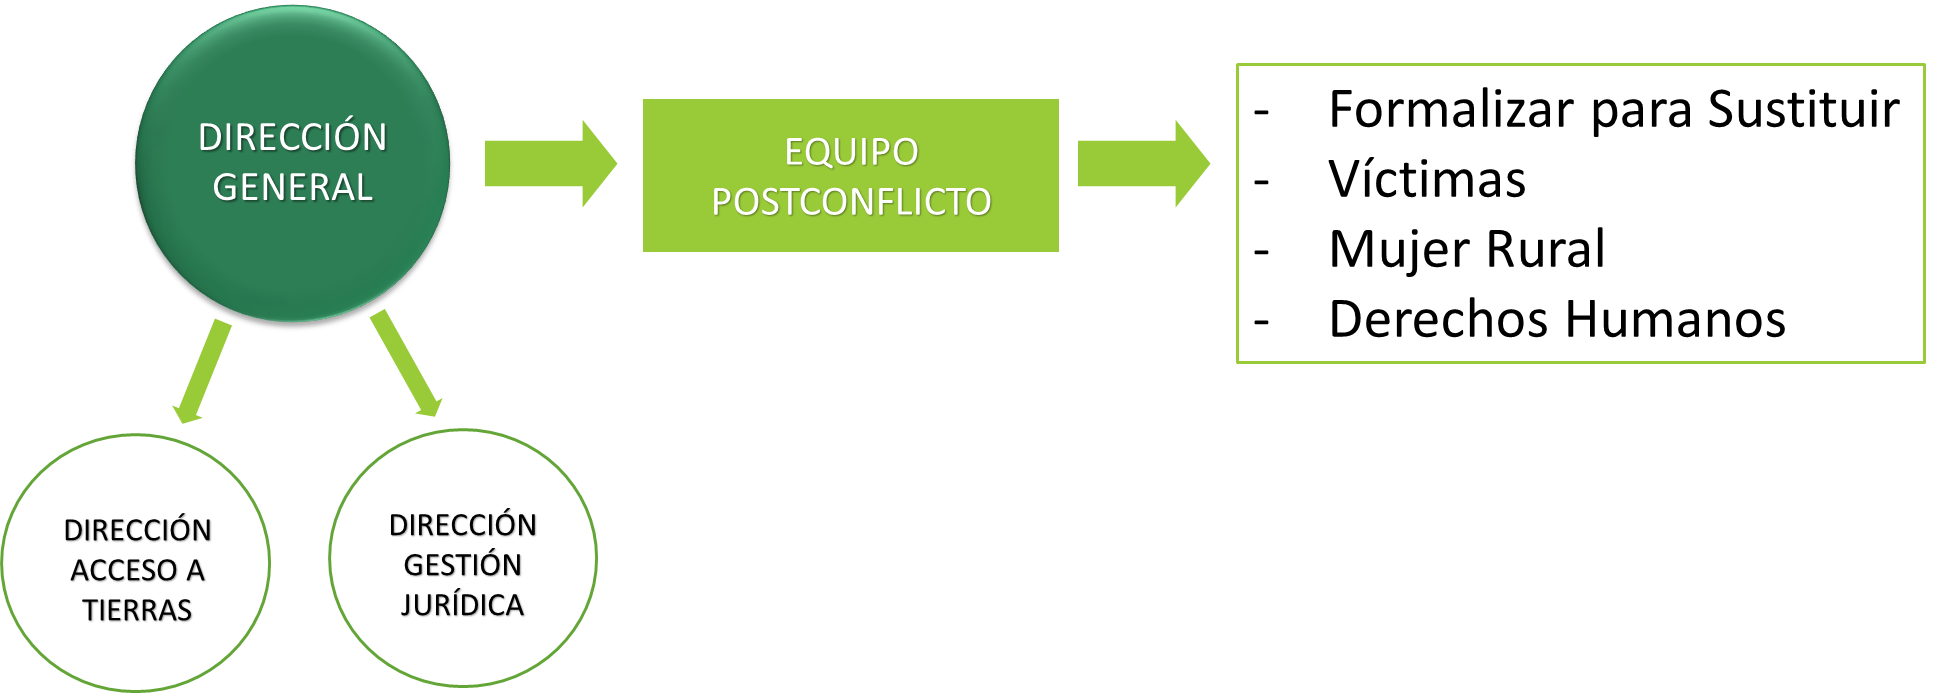 DIRECCIÓN
GENERAL
EQUIPO
POSTCONFLICTO
- Formalizar para Sustituir
- Víctimas
- Mujer Rural
- Derechos Humanos
DIRECCIÓN
ACCESO A
TIERRAS
DIRECCIÓN
GESTIÓN
JURÍDICA